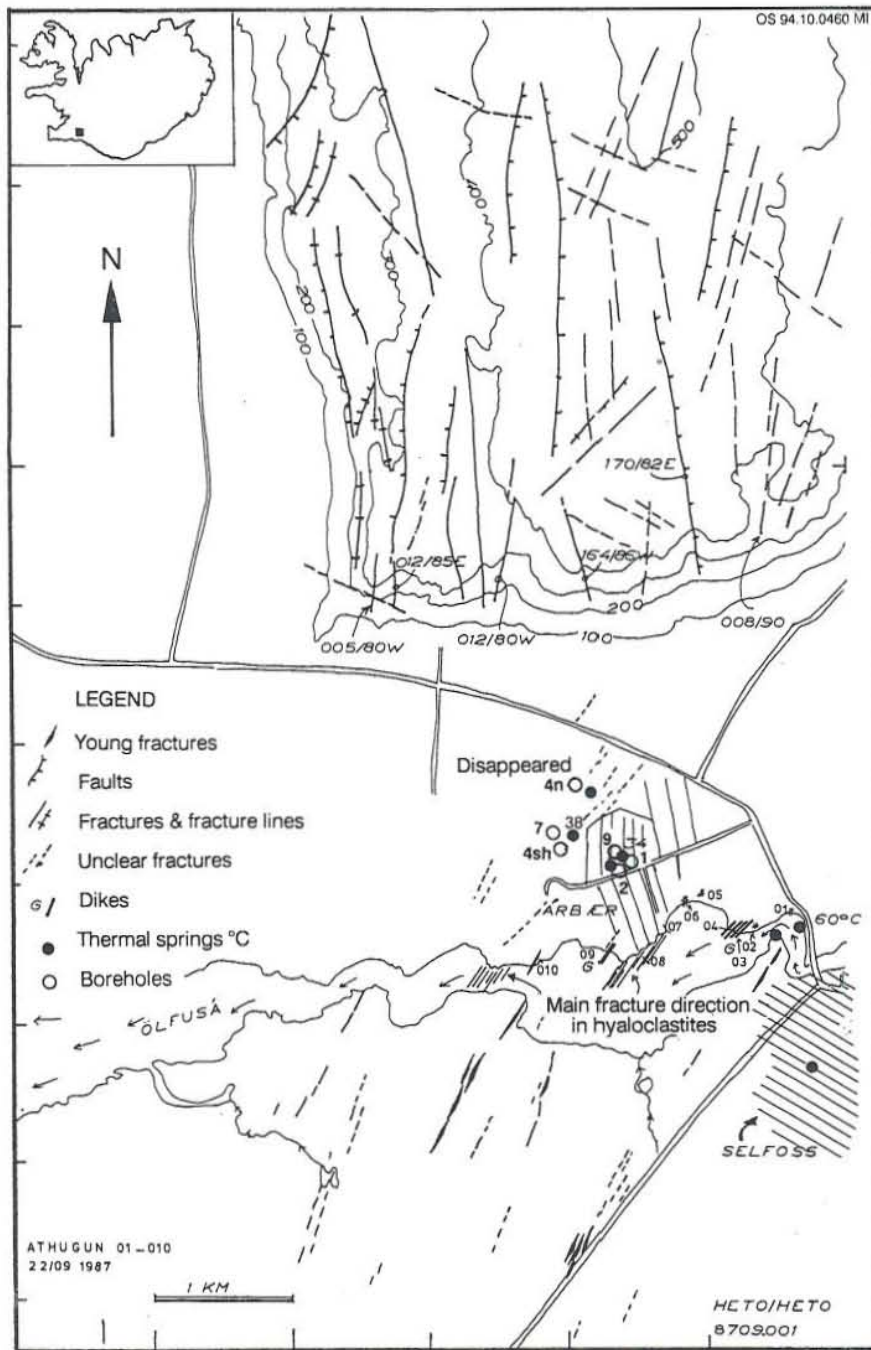 OS 94.10.0460 MI
500
400
300
200
100
N
170/82E
012/85E
164/86W
200
005/80W
012/80W
100
008/90
LEGEND
Young fractures
Faults
Fractures & fracture lines
Unclear fractures
G Dikes
Thermal springs °C
Boreholes
Disappeared
4n
7
38
4sh
9
54
1
2
ARBÆR
05
06
07
04
01
60°C
G
02
03
09
G
08
010
Main fracture direction
in hyaloclastites
ÖLFUSÁ
SELFOSS
ATHUGUN 01-010
22/09 1987
1 KM
HETO/HETO
8709.001